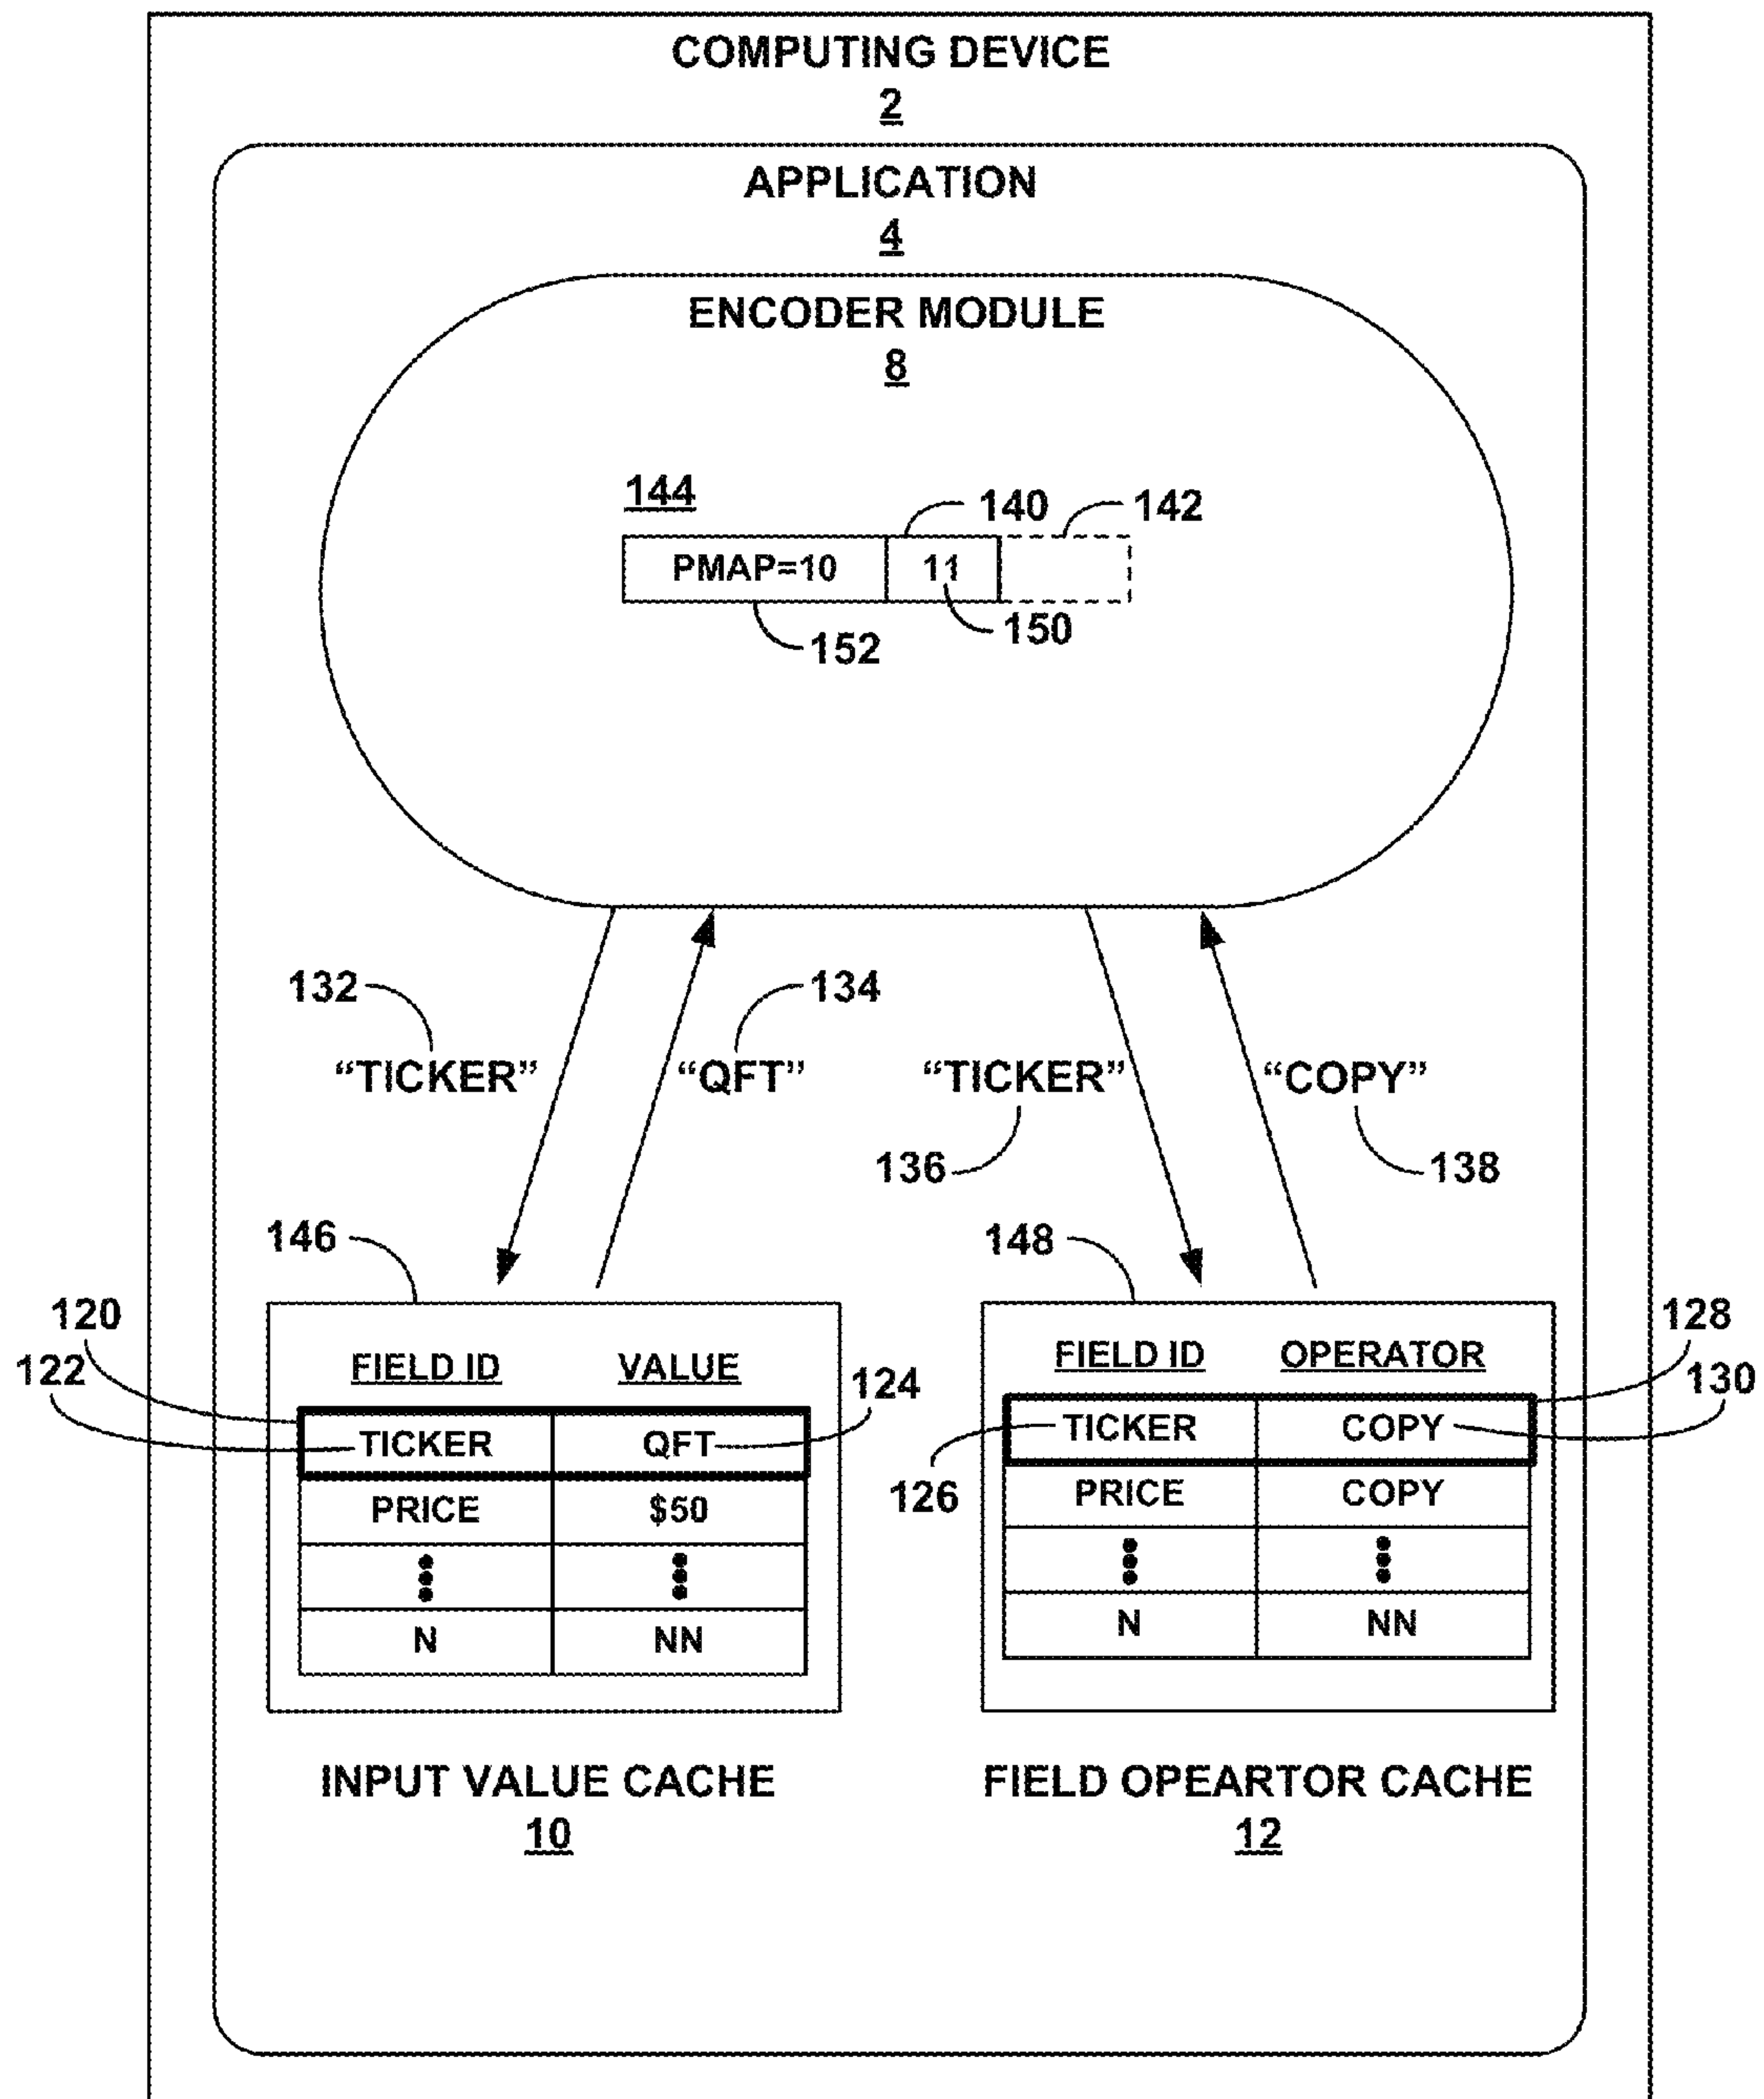 COMPUTING DEVICE
2
APPLICATION
4
ENCODER MODULE
8
144
140
142
PMAP=10
11
150
152
132
134
"TICKER"
"QFT"
"TICKER"
"COPY"
136
138
146
148
120
122
128
130
FIELD ID
VALUE
124
TICKER
QFT
PRICE
$50
N
NN
FIELD ID
OPERATOR
TICKER
COPY
126
PRICE
COPY
N
NN
INPUT VALUE CACHE
10
FIELD OPEARTOR CACHE
12